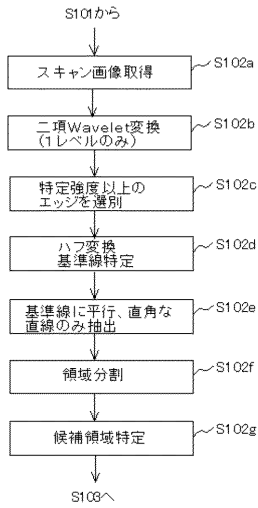 S101から
スキャン画像取得
S102a
二項Wavelet変換
(1レベルのみ)
S102b
特定強度以上の
エッジを選別
S102c
ハフ変換
基準線特定
S102d
基準線に平行、直角な
直線のみ抽出
S102e
領域分割
S102f
候補領域特定
S102g
S103へ